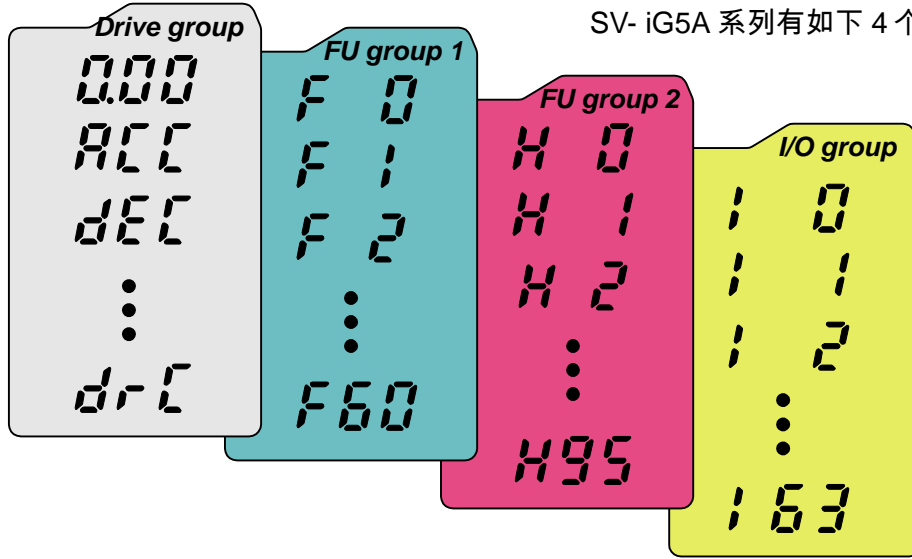 SV- iG5A 系列有如下 4 个
Drive group
0.00
ACC
dEC
drC
FU group 1
F 0
F 1
F 2
F60
FU group 2
H 0
H 1
H 2
H95
I/O group
I 0
I 1
I 2
I 63